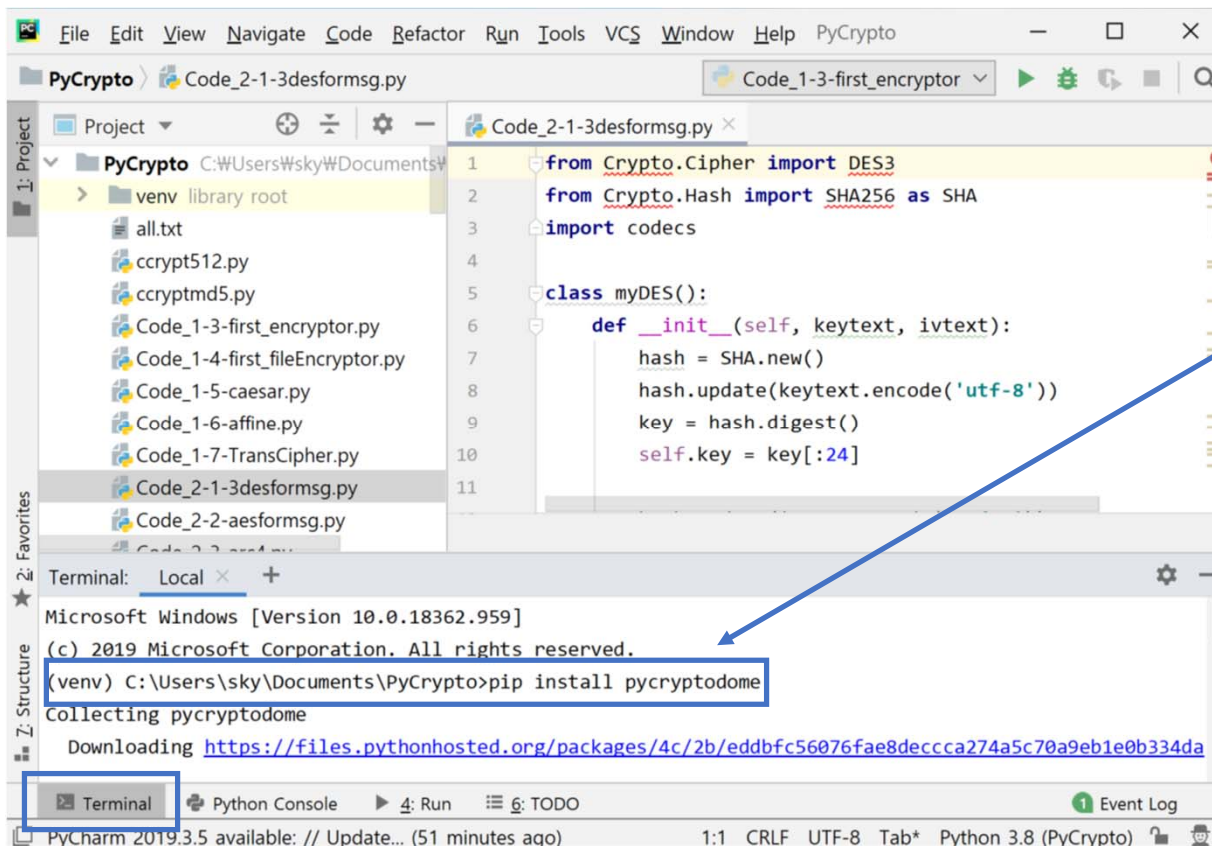 File Edit View Navigate Code Refactor Run Tools VCS Window Help PyCrypto
PyCrypto Code_2-1-3desformsg.py Code_1-3-first_encryptor
1: Project
Project
Code_2-1-3desformsg.py
PyCrypto C:₩Users₩sky₩Documents₩
venv library root
all.txt
ccrypt512.py
ccryptmd5.py
Code_1-3-first_encryptor.py
Code_1-4-first_fileEncryptor.py
Code_1-5-caesar.py
Code_1-6-affine.py
Code_1-7-TransCipher.py
Code_2-1-3desformsg.py
Code_2-2-aesformsg.py
1 from Crypto.Cipher import DES3
2 from Crypto.Hash import SHA256 as SHA
3 import codecs
4
5 class myDES():
6 def __init__(self, keytext, ivtext):
7 hash = SHA.new()
8 hash.update(keytext.encode('utf-8'))
9 key = hash.digest()
10 self.key = key[:24]
11
2: Favorites
Z: Structure
Terminal: Local
Microsoft Windows [Version 10.0.18362.959]
(c) 2019 Microsoft Corporation. All rights reserved.
(venv) C:\Users\sky\Documents\PyCrypto>pip install pycryptodome
Collecting pycryptodome
Downloading https://files.pythonhosted.org/packages/4c/2b/eddbfc56076fae8deccca274a5c70a9eb1e0b334da
Terminal Python Console 4: Run 6: TODO 1 Event Log
PyCharm 2019.3.5 available: // Update... (51 minutes ago) 1:1 CRLF UTF-8 Tab* Python 3.8 (PyCrypto)